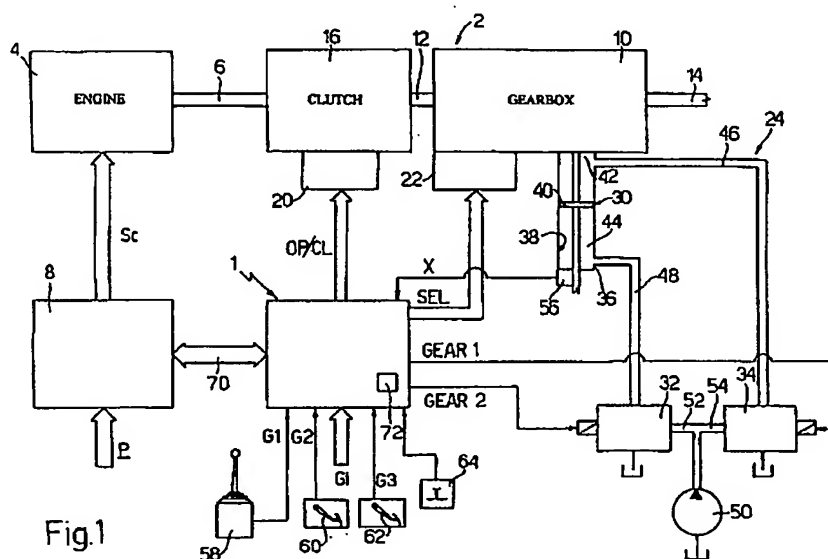 4
16
2
10
ENGINE
6
CLUTCH
12
GEARBOX
14
24
20
22
42
46
40
30
38
44
Sc
OP/CL
1
X
SEL
56
36
48
8
70
GEAR 1
72
GEAR 2
32
52
54
34
P
G1
G2
Gi
G3
64
I
58
60
62
50
Fig.1